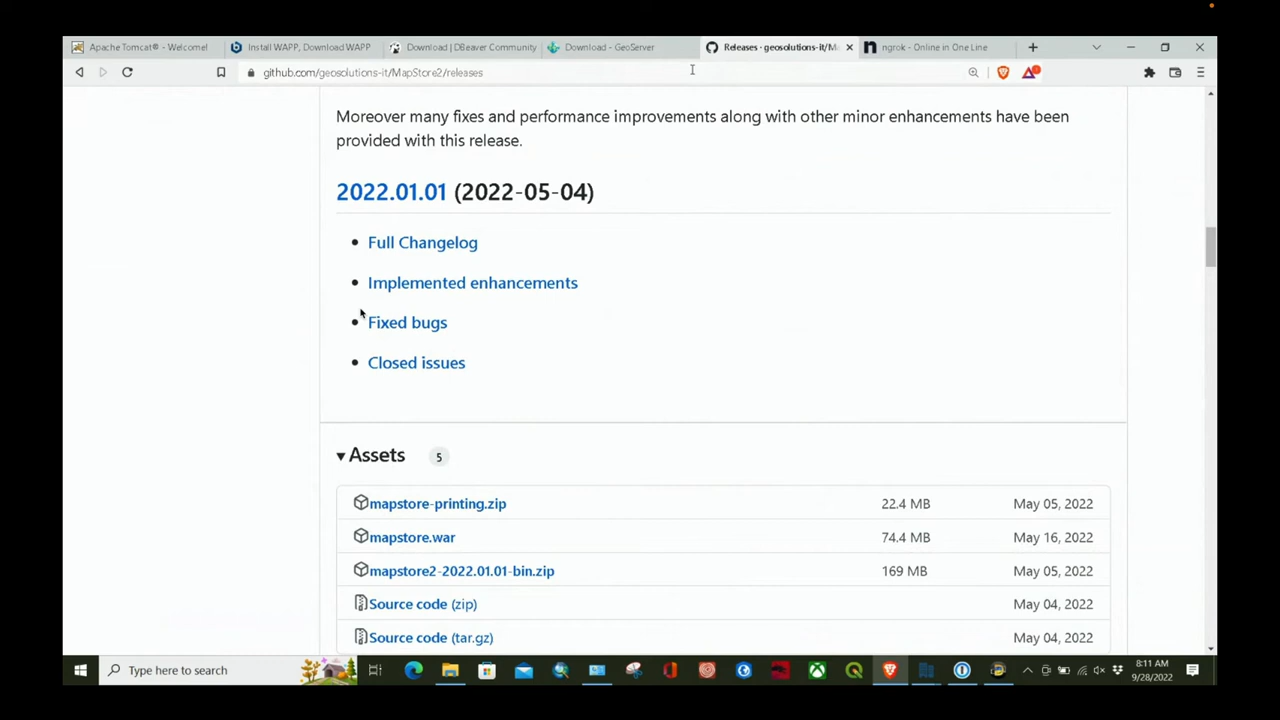 Apache Tomcat® - Welcome!
Install WAPP, Download WAPP
Download | DBeaver Community
Download - GeoServer
Releases · geosolutions-it/Ma
ngrok - Online in One Line
github.com/geosolutions-it/MapStore2/releases
Moreover many fixes and performance improvements along with other minor enhancements have been
provided with this release.
2022.01.01 (2022-05-04)
Full Changelog
Implemented enhancements
Fixed bugs
Closed issues
Assets 5
mapstore-printing.zip 22.4 MB May 05, 2022
mapstore.war 74.4 MB May 16, 2022
mapstore2-2022.01.01-bin.zip 169 MB May 05, 2022
Source code (zip) May 04, 2022
Source code (tar.gz) May 04, 2022
Type here to search
8:11 AM
9/28/2022